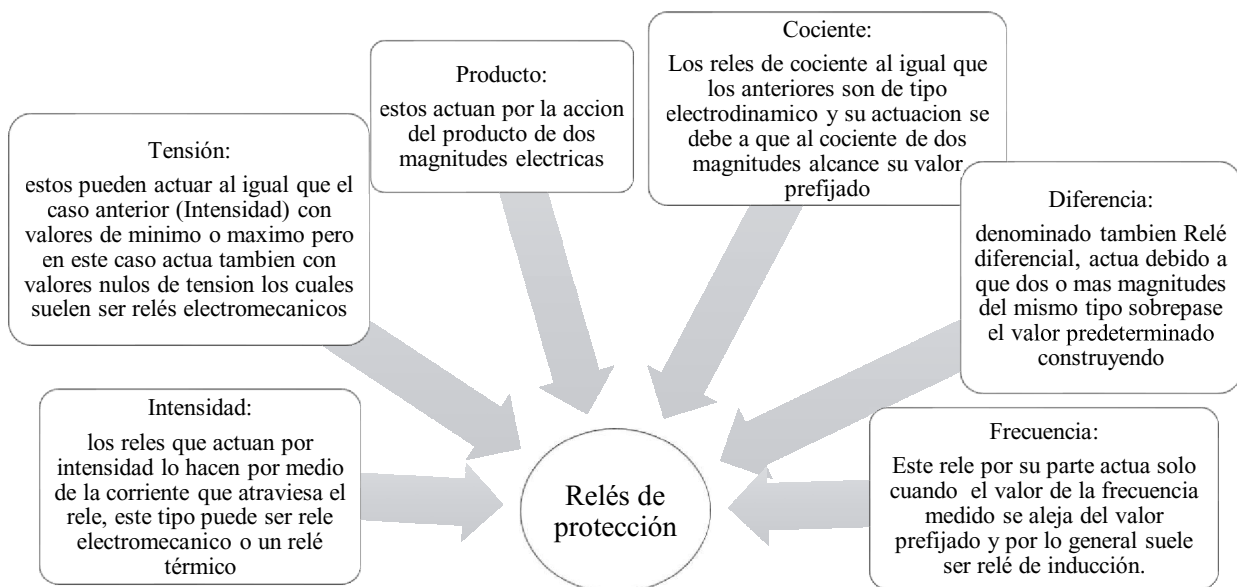 Cociente:
Los reles de cociente al igual que
los anteriores son de tipo
electrodinamico y su actuacion se
debe a que al cociente de dos
magnitudes alcance su valor
prefijado
Producto:
estos actuan por la accion
del producto de dos
magnitudes electricas
Tensión:
estos pueden actuar al igual que el
caso anterior (Intensidad) con
valores de minimo o maximo pero
en este caso actua tambien con
valores nulos de tension los cuales
suelen ser relés electromecanicos
Diferencia:
denominado tambien Relé
diferencial, actua debido a
que dos o mas magnitudes
del mismo tipo sobrepase
el valor predeterminado
construyendo
Intensidad:
los reles que actuan por
intensidad lo hacen por medio
de la corriente que atraviesa el
rele, este tipo puede ser rele
electromecanico o un relé
térmico
Relés de
protección
Frecuencia:
Este rele por su parte actua solo
cuando el valor de la frecuencia
medido se aleja del valor
prefijado y por lo general suele
ser relé de inducción.